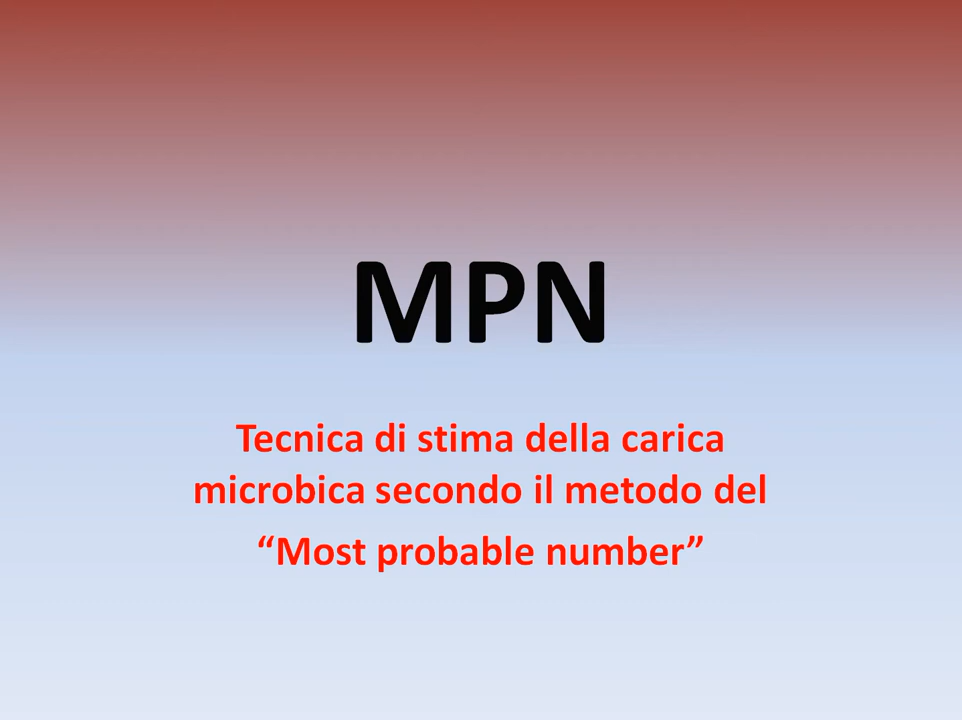 MPN
Tecnica di stima della carica
microbica secondo il metodo del
“Most probable number”